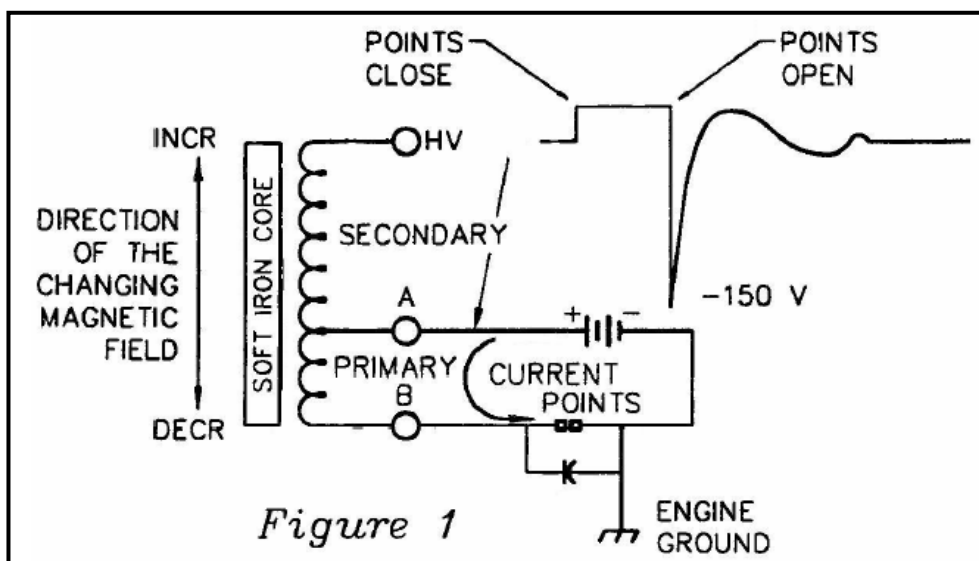 POINTS
CLOSE
POINTS
OPEN
INCR
HV
DIRECTION
OF THE
CHANGING
MAGNETIC
FIELD
SOFT IRON CORE
SECONDARY
-150 V
A
+ -
PRIMARY
B
CURRENT
POINTS
DECR
Figure 1
ENGINE
GROUND